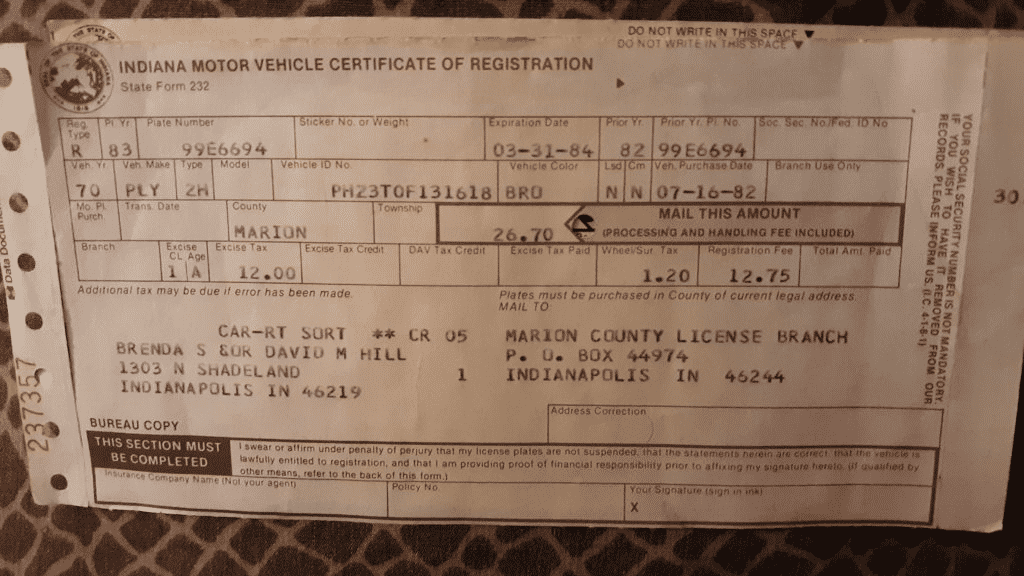 DO NOT WRITE IN THIS SPACE ▼
DO NOT WRITE IN THIS SPACE ▼
INDIANA MOTOR VEHICLE CERTIFICATE OF REGISTRATION
State Form 232
Reg. Type Pl. Yr Plate Number Sticker No. or Weight Expiration Date Prior Yr. Prior Yr. Pl. No. Soc. Sec. No./Fed. ID No
R 83 99E6694 03-31-84 82 99E6694
Veh. Yr. Veh. Make Type Model Vehicle ID No. Vehicle Color Lsd Cm Veh. Purchase Date Branch Use Only
70 PLY 2H PH23T0F131618 BRO N N 07-16-82
Mo. Pl. Purch. Trans. Date County Township MAIL THIS AMOUNT
MARION 26.70 (PROCESSING AND HANDLING FEE INCLUDED)
Branch Excise CL Age Excise Tax Excise Tax Credit DAV Tax Credit Excise Tax Paid Wheel/Sur. Tax Registration Fee Total Amt. Paid
1 A 12.00 1.20 12.75
Additional tax may be due if error has been made. Plates must be purchased in County of current legal address.
MAIL TO
CAR-RT SORT ** CR 05 MARION COUNTY LICENSE BRANCH
BRENDA S &OR DAVID M HILL P. O. BOX 44974
1303 N SHADELAND 1 INDIANAPOLIS IN 46244
INDIANAPOLIS IN 46219
Address Correction
BUREAU COPY
THIS SECTION MUST BE COMPLETED
I swear or affirm under penalty of perjury that my license plates are not suspended, that the statements herein are correct, that the vehicle is
lawfully entitled to registration, and that I am providing proof of financial responsibility prior to affixing my signature hereto. (If qualified by
other means, refer to the back of this form.)
Insurance Company Name (Not your agent) Policy No. Your Signature (sign in ink)
X
YOUR SOCIAL SECURITY NUMBER IS NOT MANDATORY.
IF YOU WISH TO HAVE IT REMOVED FROM OUR
RECORDS, PLEASE INFORM US. (I.C. 4-1-8-1)
30
Data Docum
237357